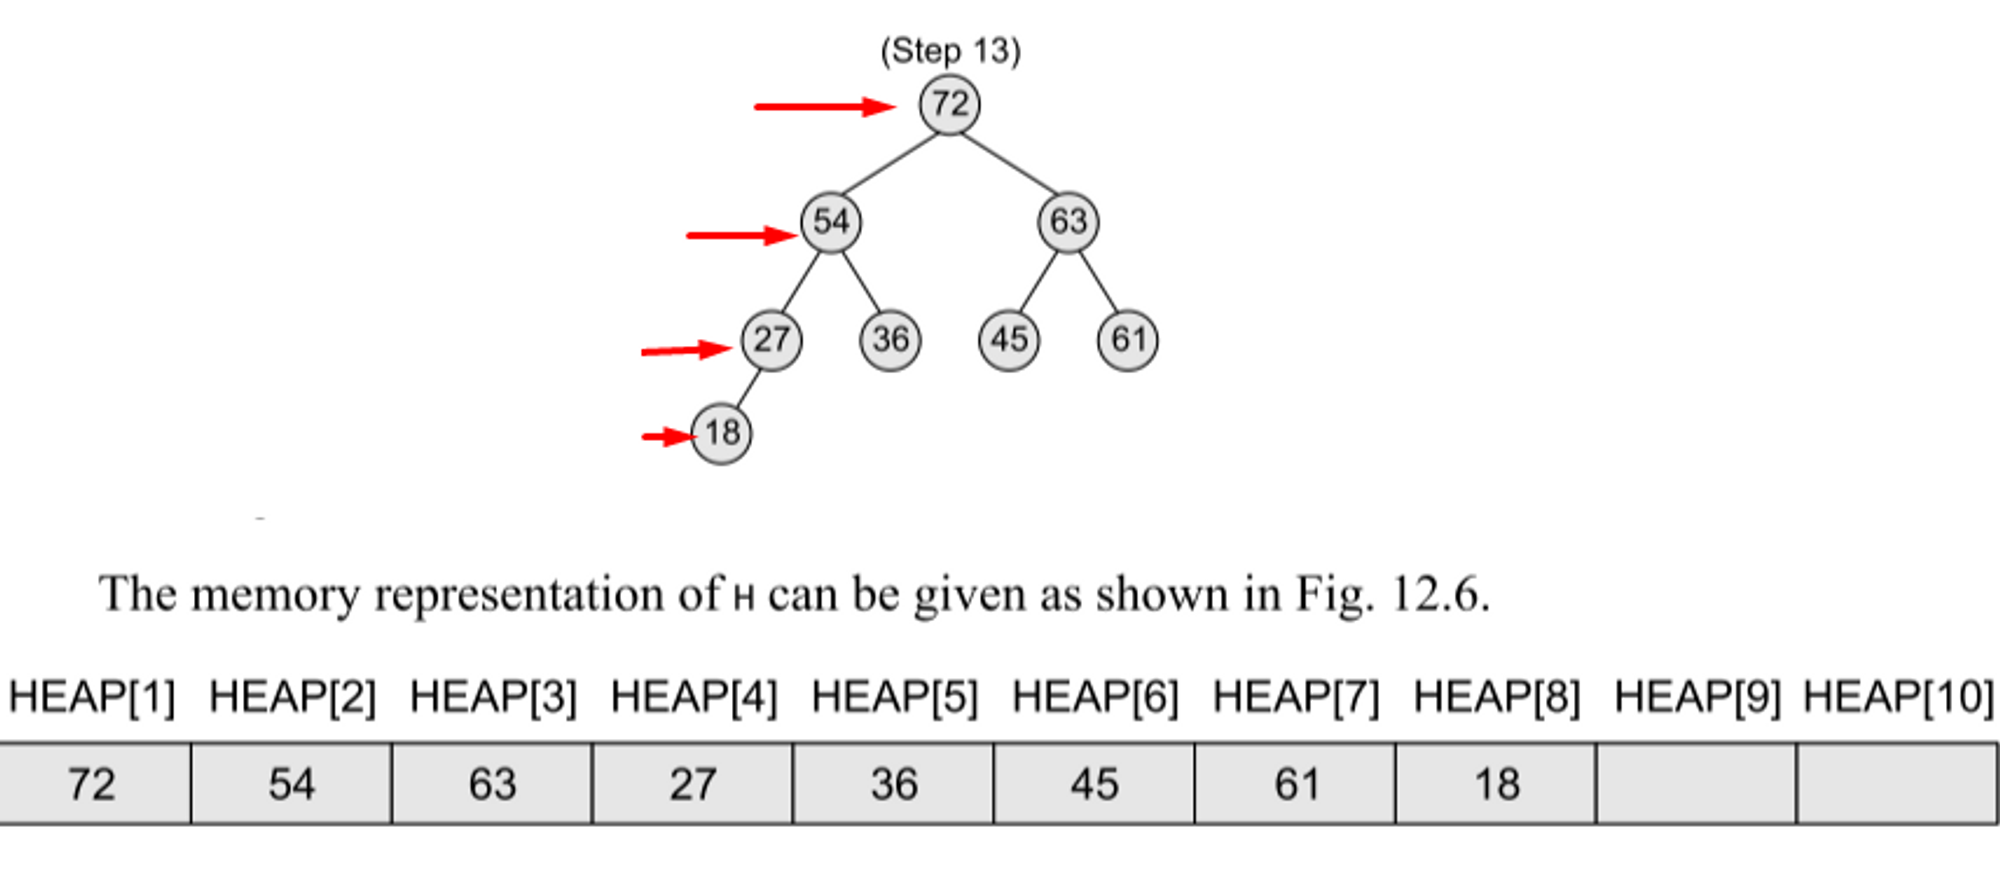 (Step 13)
72
54 63
27 36 45 61
18
The memory representation of H can be given as shown in Fig. 12.6.
HEAP[1] HEAP[2] HEAP[3] HEAP[4] HEAP[5] HEAP[6] HEAP[7] HEAP[8] HEAP[9] HEAP[10]
72 54 63 27 36 45 61 18